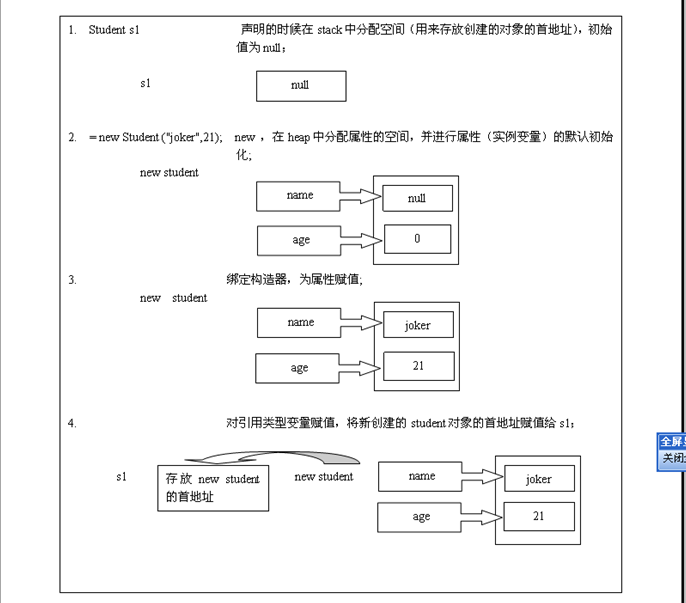 1. Student s1 声明的时候在 stack 中分配空间（用来存放创建的对象的首地址），初始
值为 null；
s1 null
2. ＝new Student ("joker",21); new ，在 heap 中分配属性的空间，并进行属性（实例变量）的默认初始
化;
new student
name null
age 0
3. 绑定构造器，为属性赋值;
new student
name joker
age 21
4. 对引用类型变量赋值，将新创建的 student 对象的首地址赋值给 s1；
s1 存放 new student new student name joker
的首地址
age 21
全屏
关闭